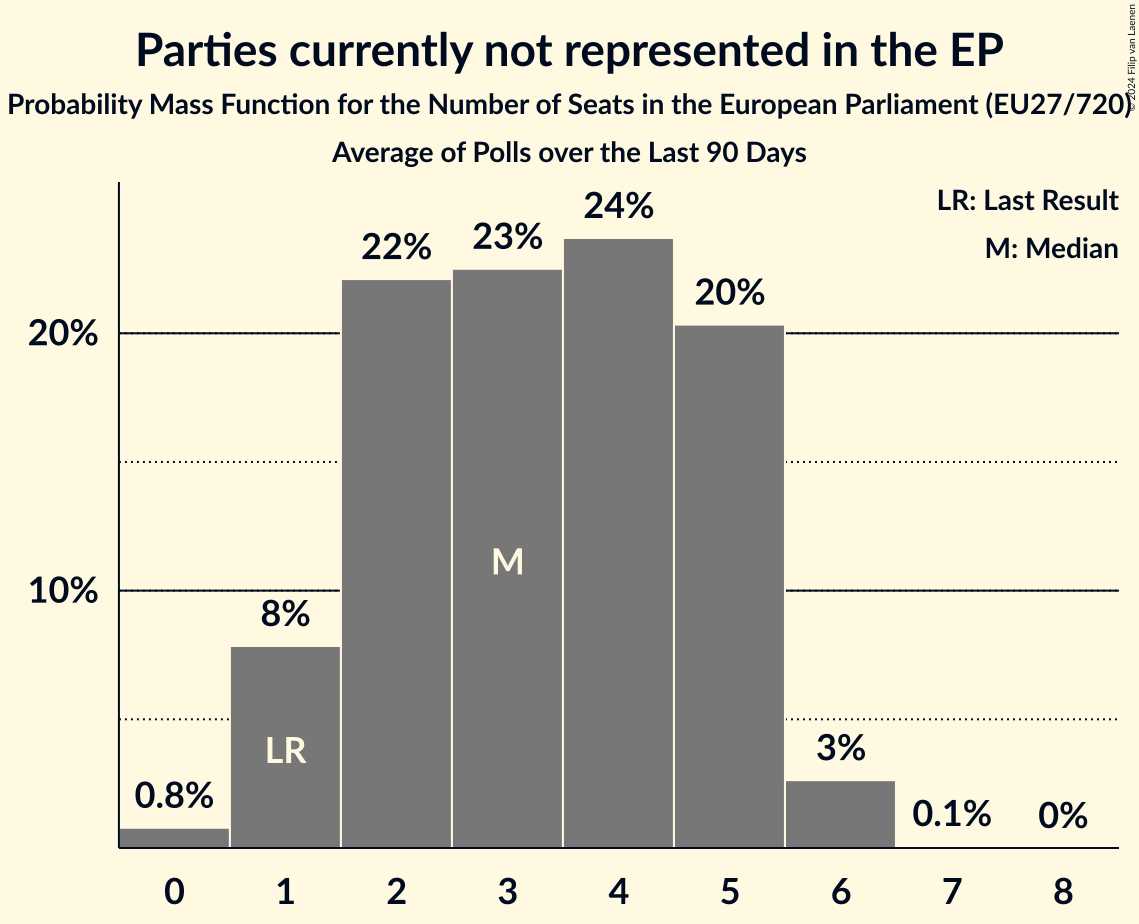 Parties currently not represented in the EP
Probability Mass Function for the Number of Seats in the European Parliament (EU27/720)
Average of Polls over the Last 90 Days
© 2024 Filip van Laenen
LR: Last Result
M: Median
24%
23%
22%
20%
20%
M
10%
8%
LR
3%
0.8%
0.1%
0%
0 1 2 3 4 5 6 7 8